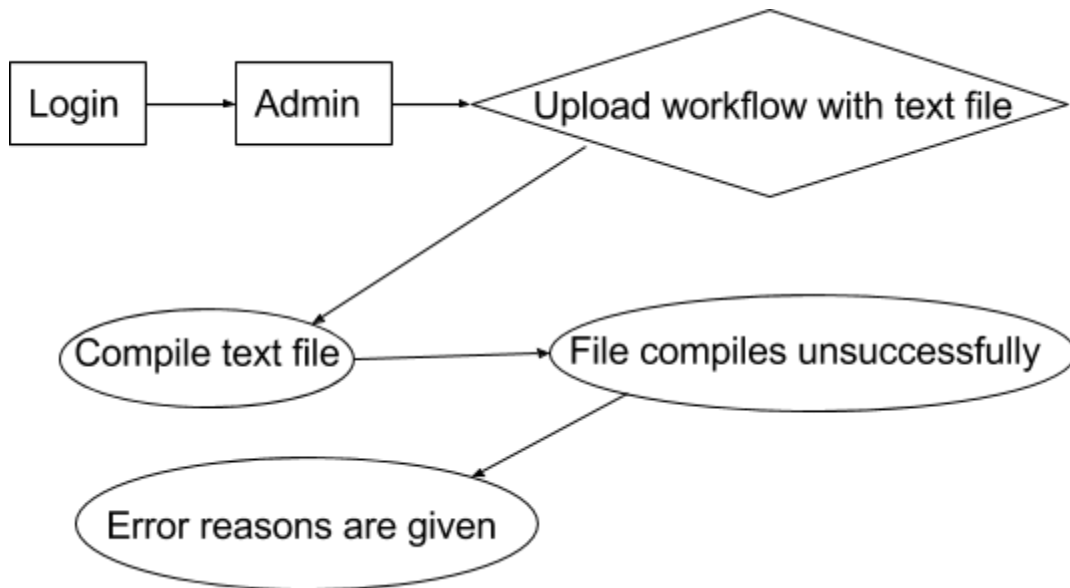 Login
Admin
Upload workflow with text file
Compile text file
File compiles unsuccessfully
Error reasons are given